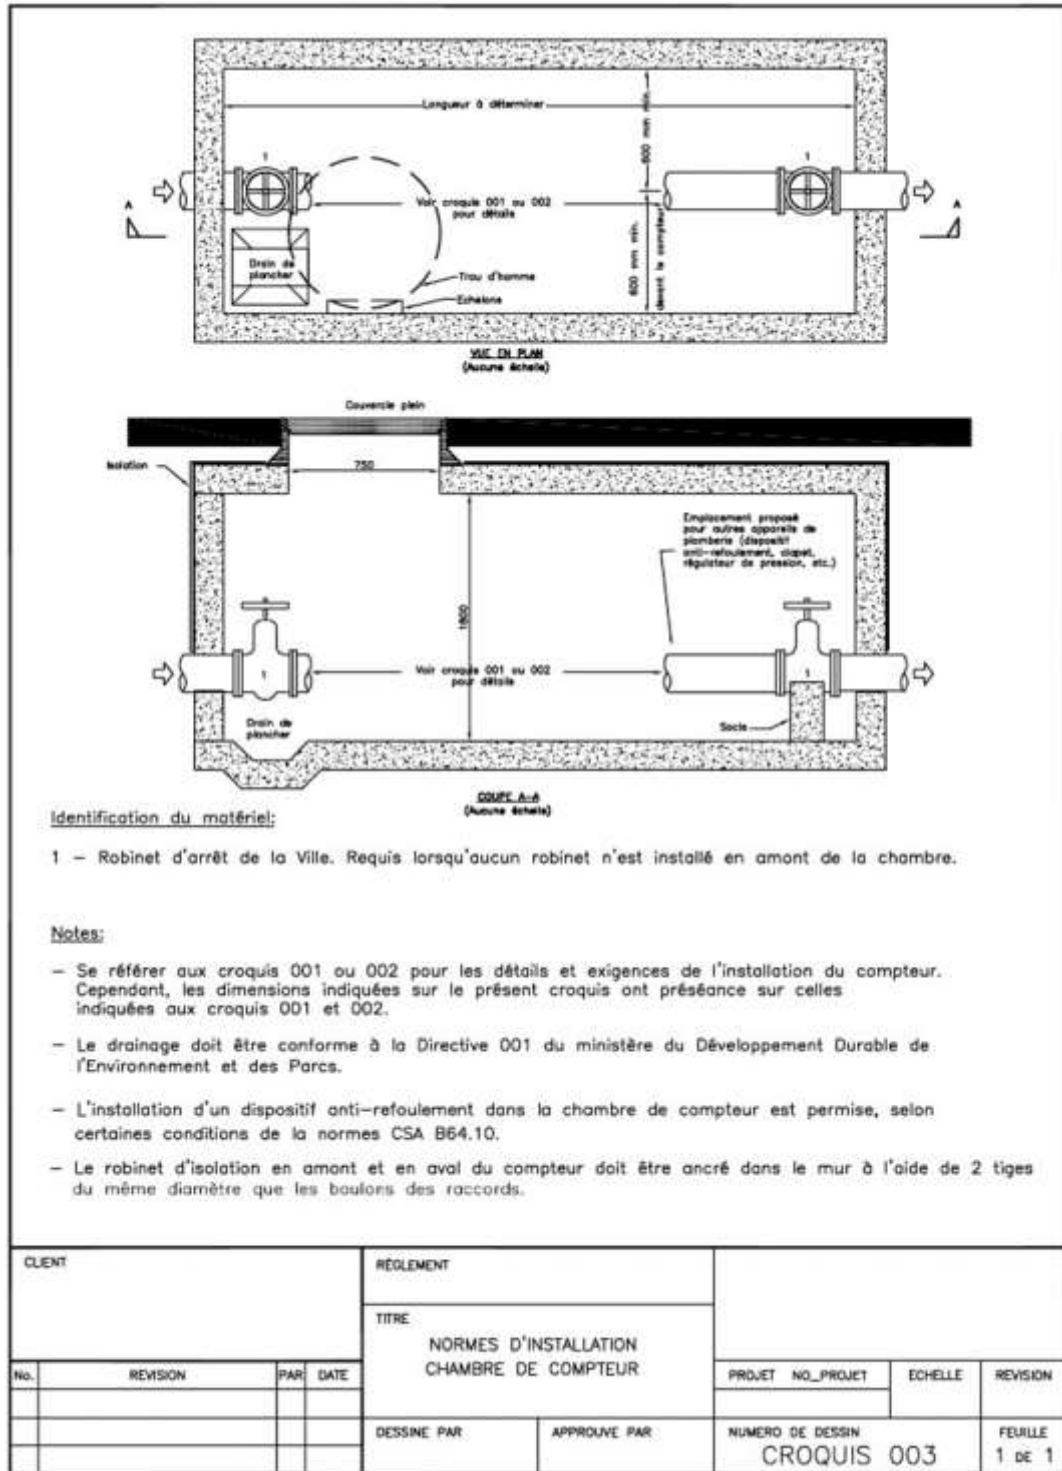 Longueur à déterminer
600 mm min.
1
1
A
A
Voir croquis 001 ou 002
pour détails
600 mm min.
devant le compteur
Drain de
plancher
Trou d'homme
Echelons
VUE EN PLAN
(Aucune échelle)
Couvercle plein
Isolation
750
Emplacement proposé
pour autres appareils de
plomberie (dispositif
anti-refoulement, clapet,
régulateur de pression, etc.)
1800
Voir croquis 001 ou 002
pour détails
1
1
Drain de
plancher
Socle
COUPE A-A
(Aucune échelle)
Identification du matériel:
1 – Robinet d'arrêt de la Ville. Requis lorsqu'aucun robinet n'est installé en amont de la chambre.
Notes:
– Se référer aux croquis 001 ou 002 pour les détails et exigences de l'installation du compteur.
Cependant, les dimensions indiquées sur le présent croquis ont préséance sur celles
indiquées aux croquis 001 et 002.
– Le drainage doit être conforme à la Directive 001 du ministère du Développement Durable de
l'Environnement et des Parcs.
– L'installation d'un dispositif anti-refoulement dans la chambre de compteur est permise, selon
certaines conditions de la normes CSA B64.10.
– Le robinet d'isolation en amont et en aval du compteur doit être ancré dans le mur à l'aide de 2 tiges
du même diamètre que les boulons des raccords.
CLIENT
RÈGLEMENT
TITRE
NORMES D'INSTALLATION
CHAMBRE DE COMPTEUR
No. REVISION PAR DATE
PROJET NO_PROJET ECHELLE REVISION
DESSINE PAR APPROUVE PAR
NUMERO DE DESSIN
CROQUIS 003
FEUILLE
1 DE 1